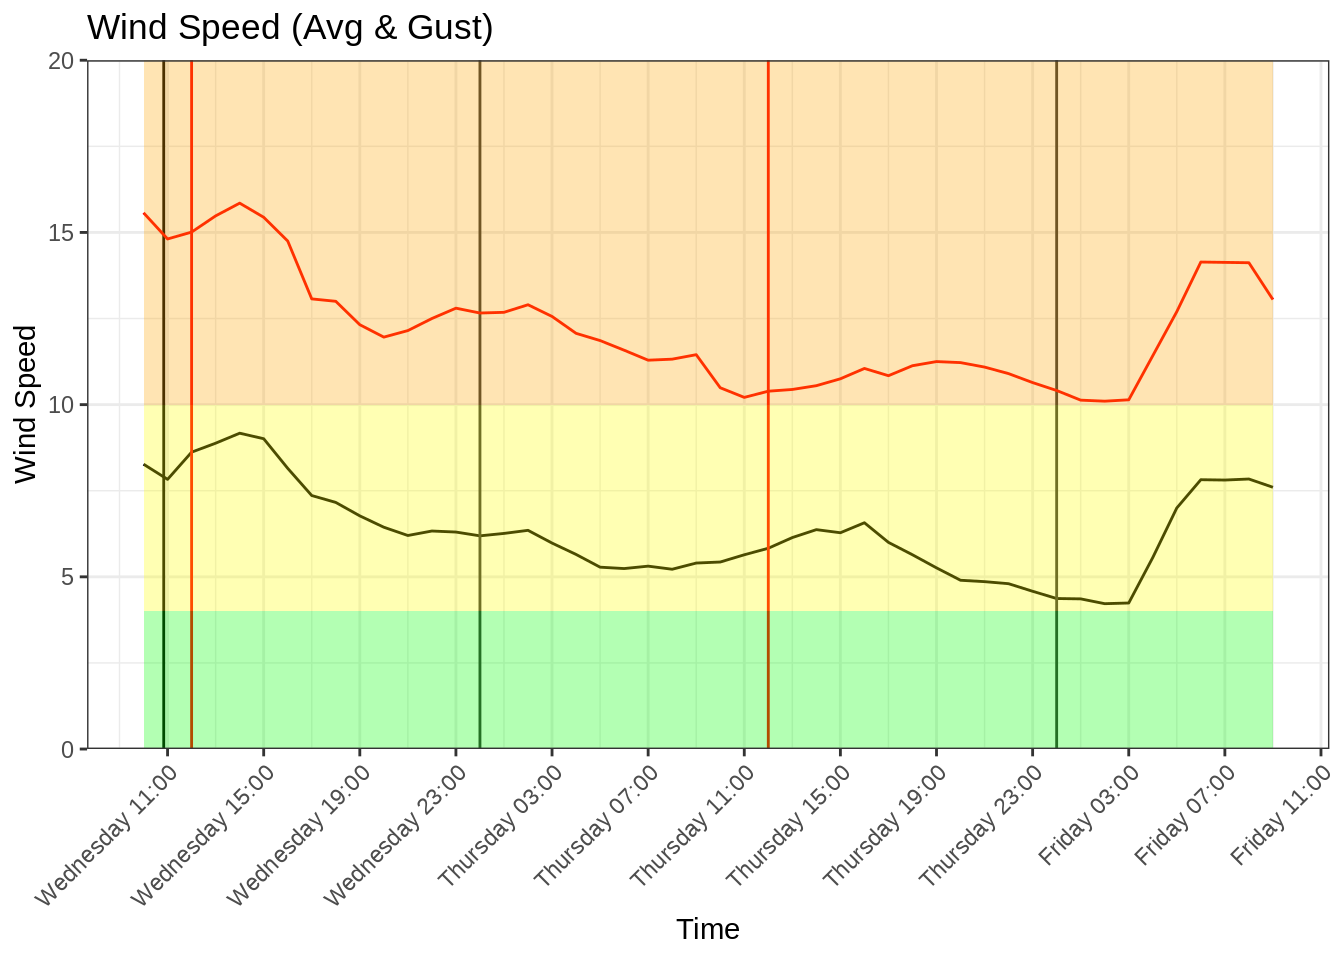 Wind Speed (Avg & Gust)
20
15
10
5
0
Wind Speed
Wednesday 11:00
Wednesday 15:00
Wednesday 19:00
Wednesday 23:00
Thursday 03:00
Thursday 07:00
Thursday 11:00
Thursday 15:00
Thursday 19:00
Thursday 23:00
Friday 03:00
Friday 07:00
Friday 11:00
Time